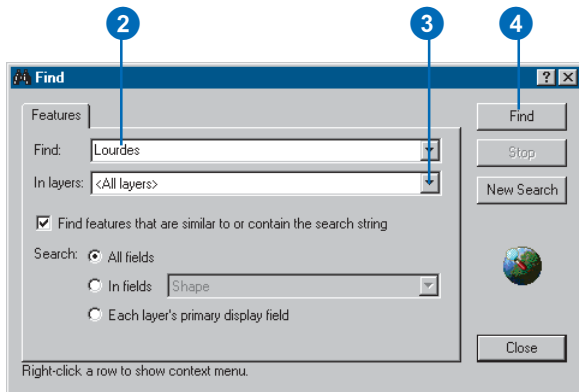 2 3 4
Find ? ×
Features
Find: Lourdes
In layers: <All layers>
Find features that are similar to or contain the search string
Search: All fields
In fields Shape
Each layer's primary display field
Find
Stop
New Search
Close
Right-click a row to show context menu.